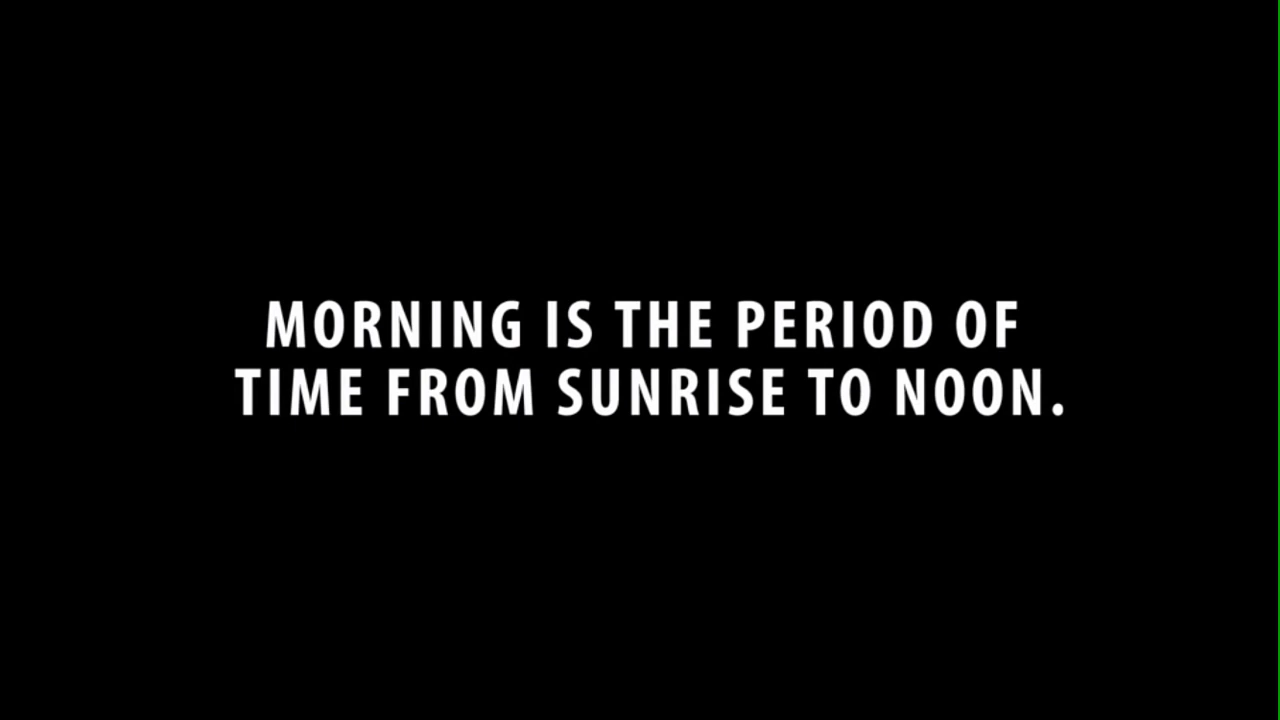 MORNING IS THE PERIOD OF
TIME FROM SUNRISE TO NOON.